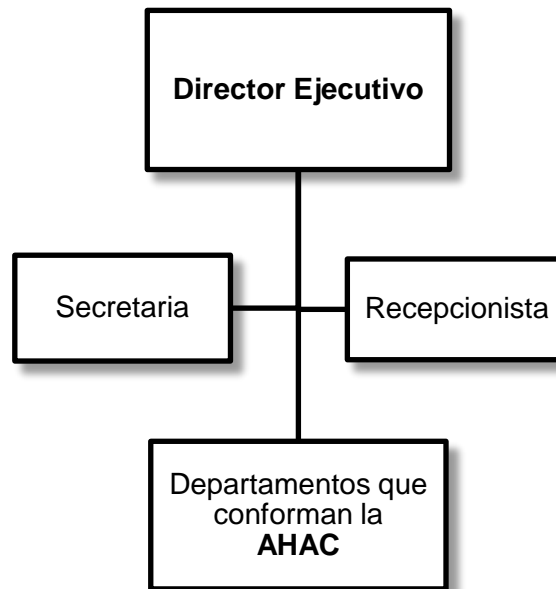 Director Ejecutivo
Secretaria
Recepcionista
Departamentos que
conforman la
AHAC